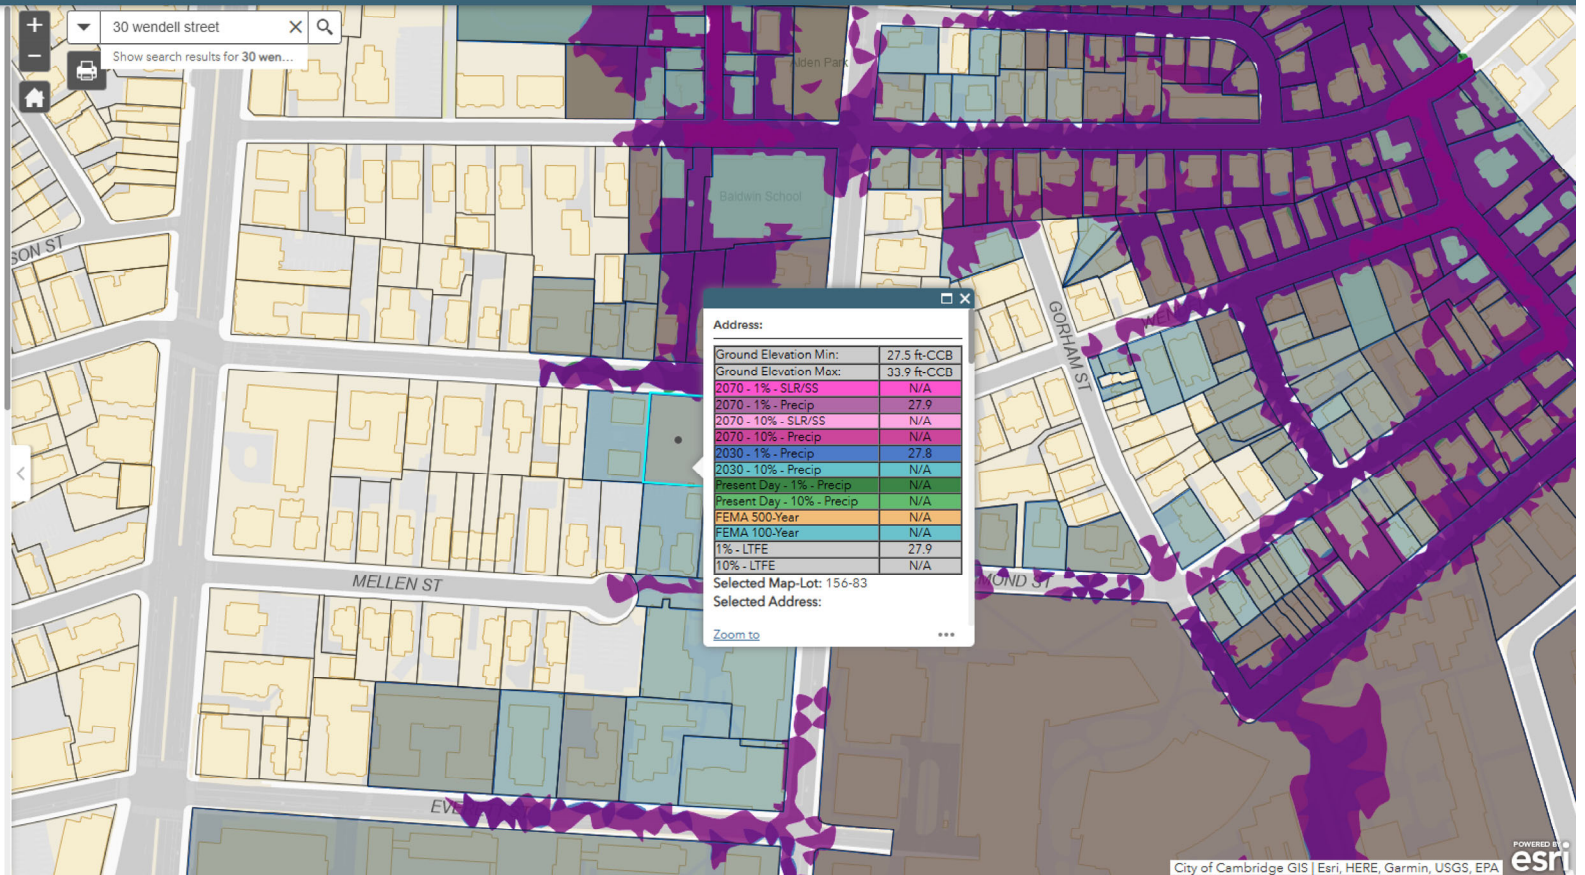 +
30 wendell street
Show search results for 30 wen...
−
Alden Park
Baldwin School
SON ST
GORHAM ST
WEN
MELLEN ST
MOND ST
Address:
Ground Elevation Min: 27.5 ft-CCB
Ground Elevation Max: 33.9 ft-CCB
2070 - 1% - SLR/SS N/A
2070 - 1% - Precip 27.9
2070 - 10% - SLR/SS N/A
2070 - 10% - Precip N/A
2030 - 1% - Precip 27.8
2030 - 10% - Precip N/A
Present Day - 1% - Precip N/A
Present Day - 10% - Precip N/A
FEMA 500-Year N/A
FEMA 100-Year N/A
1% - LTFE 27.9
10% - LTFE N/A
Selected Map-Lot: 156-83
Selected Address:
Zoom to
EVE
POWERED BY
esri
City of Cambridge GIS | Esri, HERE, Garmin, USGS, EPA